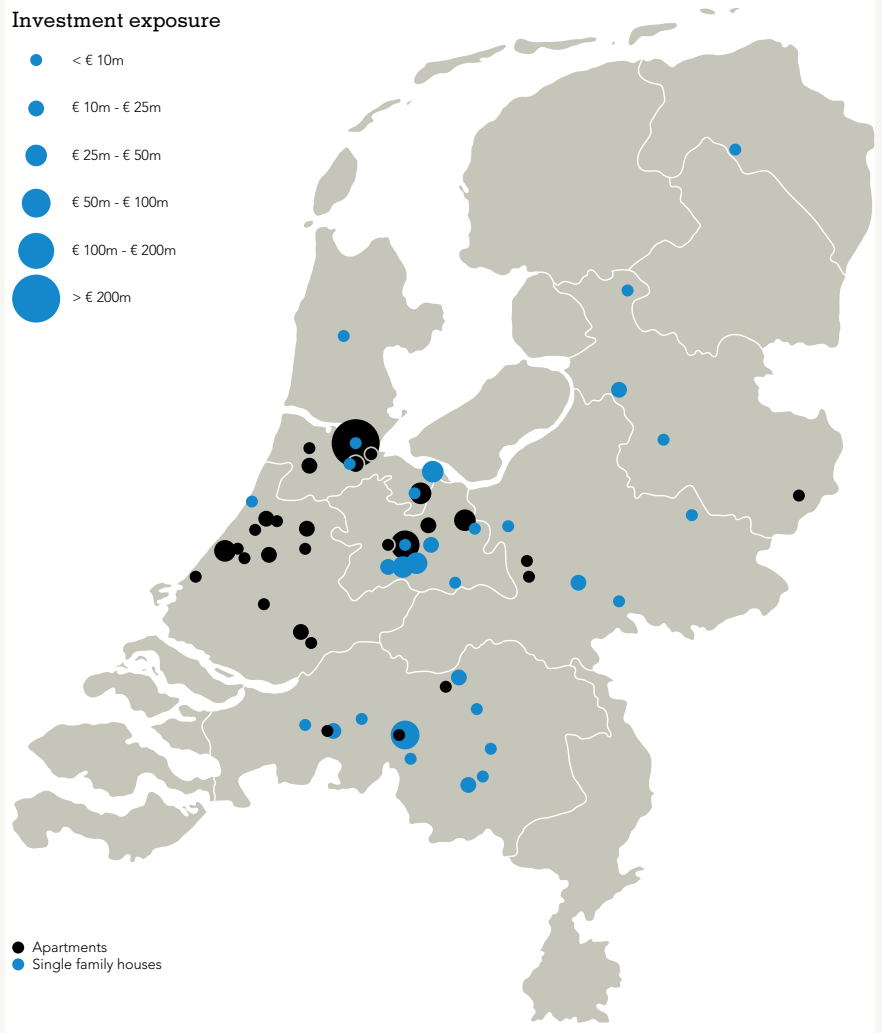 Investment exposure
< € 10m
€ 10m - € 25m
€ 25m - € 50m
€ 50m - € 100m
€ 100m - € 200m
> € 200m
Apartments
Single family houses